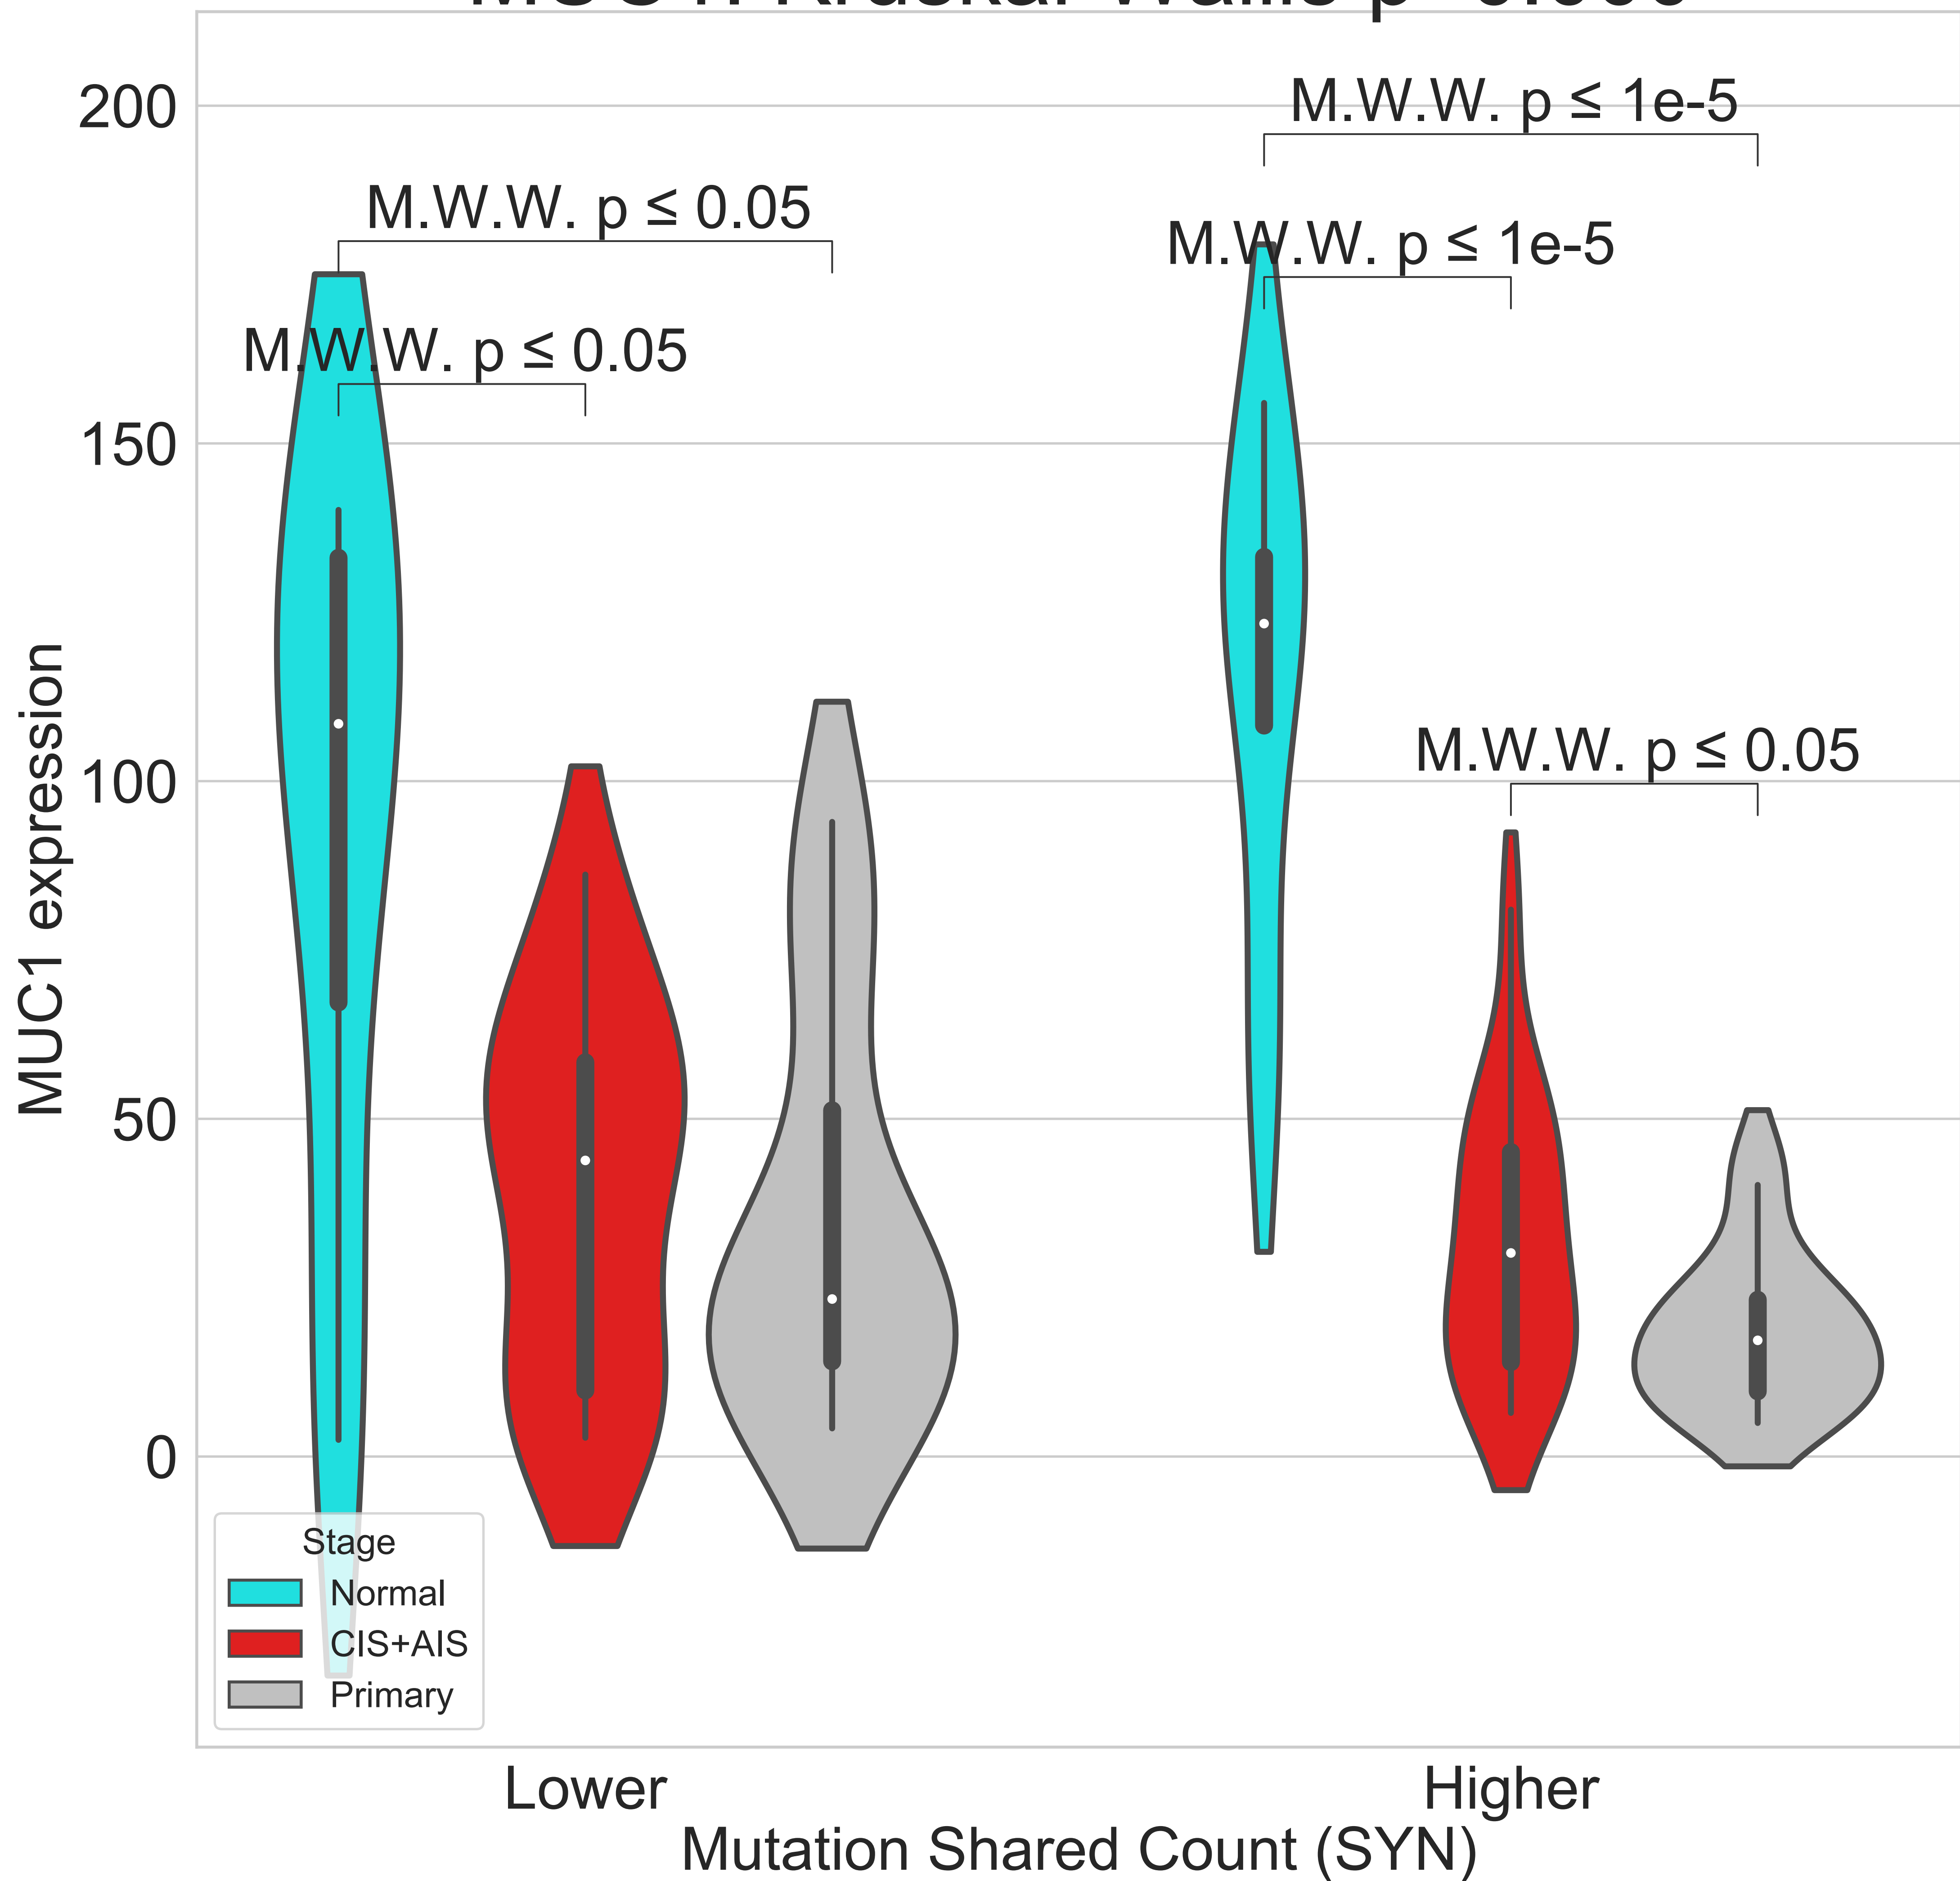 200
150
100
50
0
MUC1 expression
M.W.W. p ≤ 1e-5
M.W.W. p ≤ 0.05
M.W.W. p ≤ 1e-5
M.W.W. p ≤ 0.05
M.W.W. p ≤ 0.05
Stage
Normal
CIS+AIS
Primary
Lower
Higher
Mutation Shared Count (SYN)